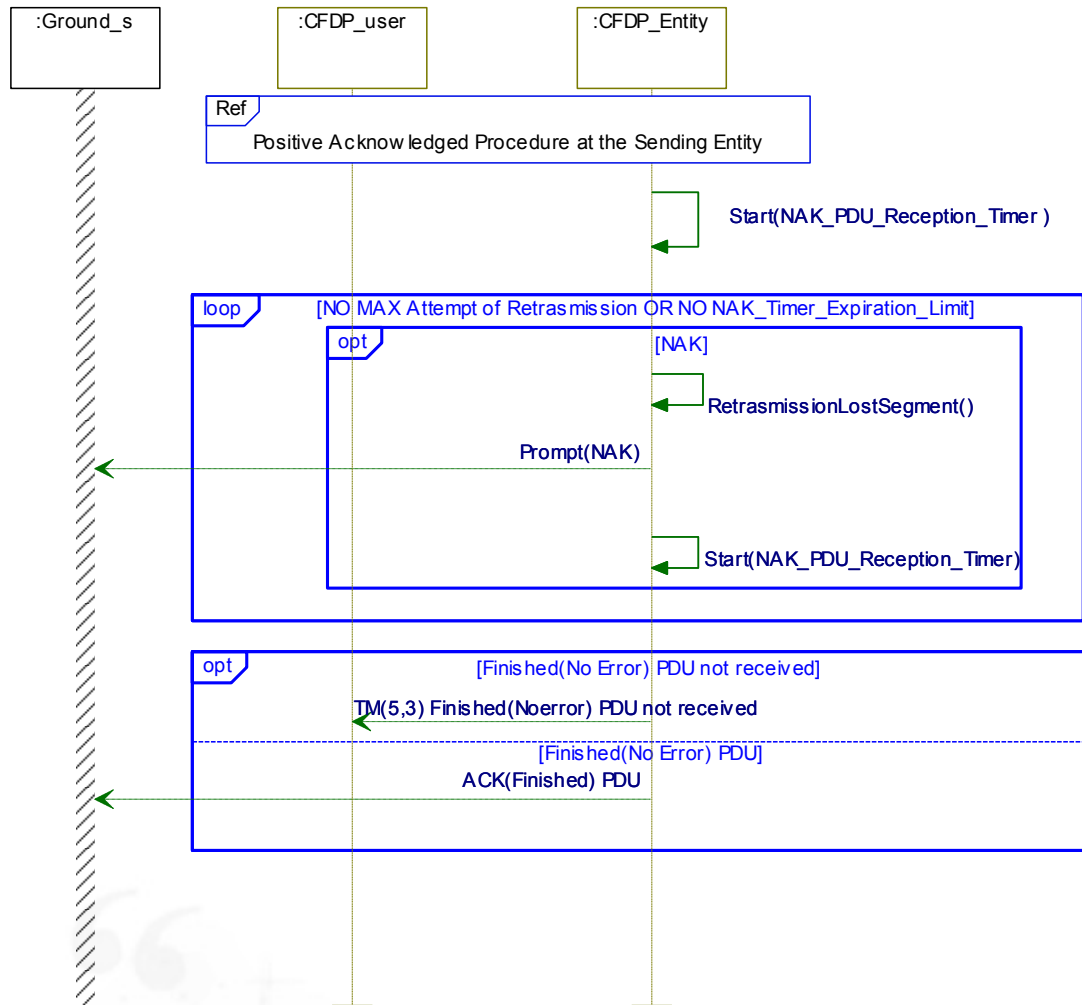 :Ground_s
:CFDP_user
:CFDP_Entity
Ref
Positive Acknowledged Procedure at the Sending Entity
Start(NAK_PDU_Reception_Timer )
loop
[NO MAX Attempt of Retrasmission OR NO NAK_Timer_Expiration_Limit]
opt
[NAK]
RetrasmissionLostSegment()
Prompt(NAK)
Start(NAK_PDU_Reception_Timer)
opt
[Finished(No Error) PDU not received]
TM(5,3) Finished(Noerror) PDU not received
[Finished(No Error) PDU]
ACK(Finished) PDU